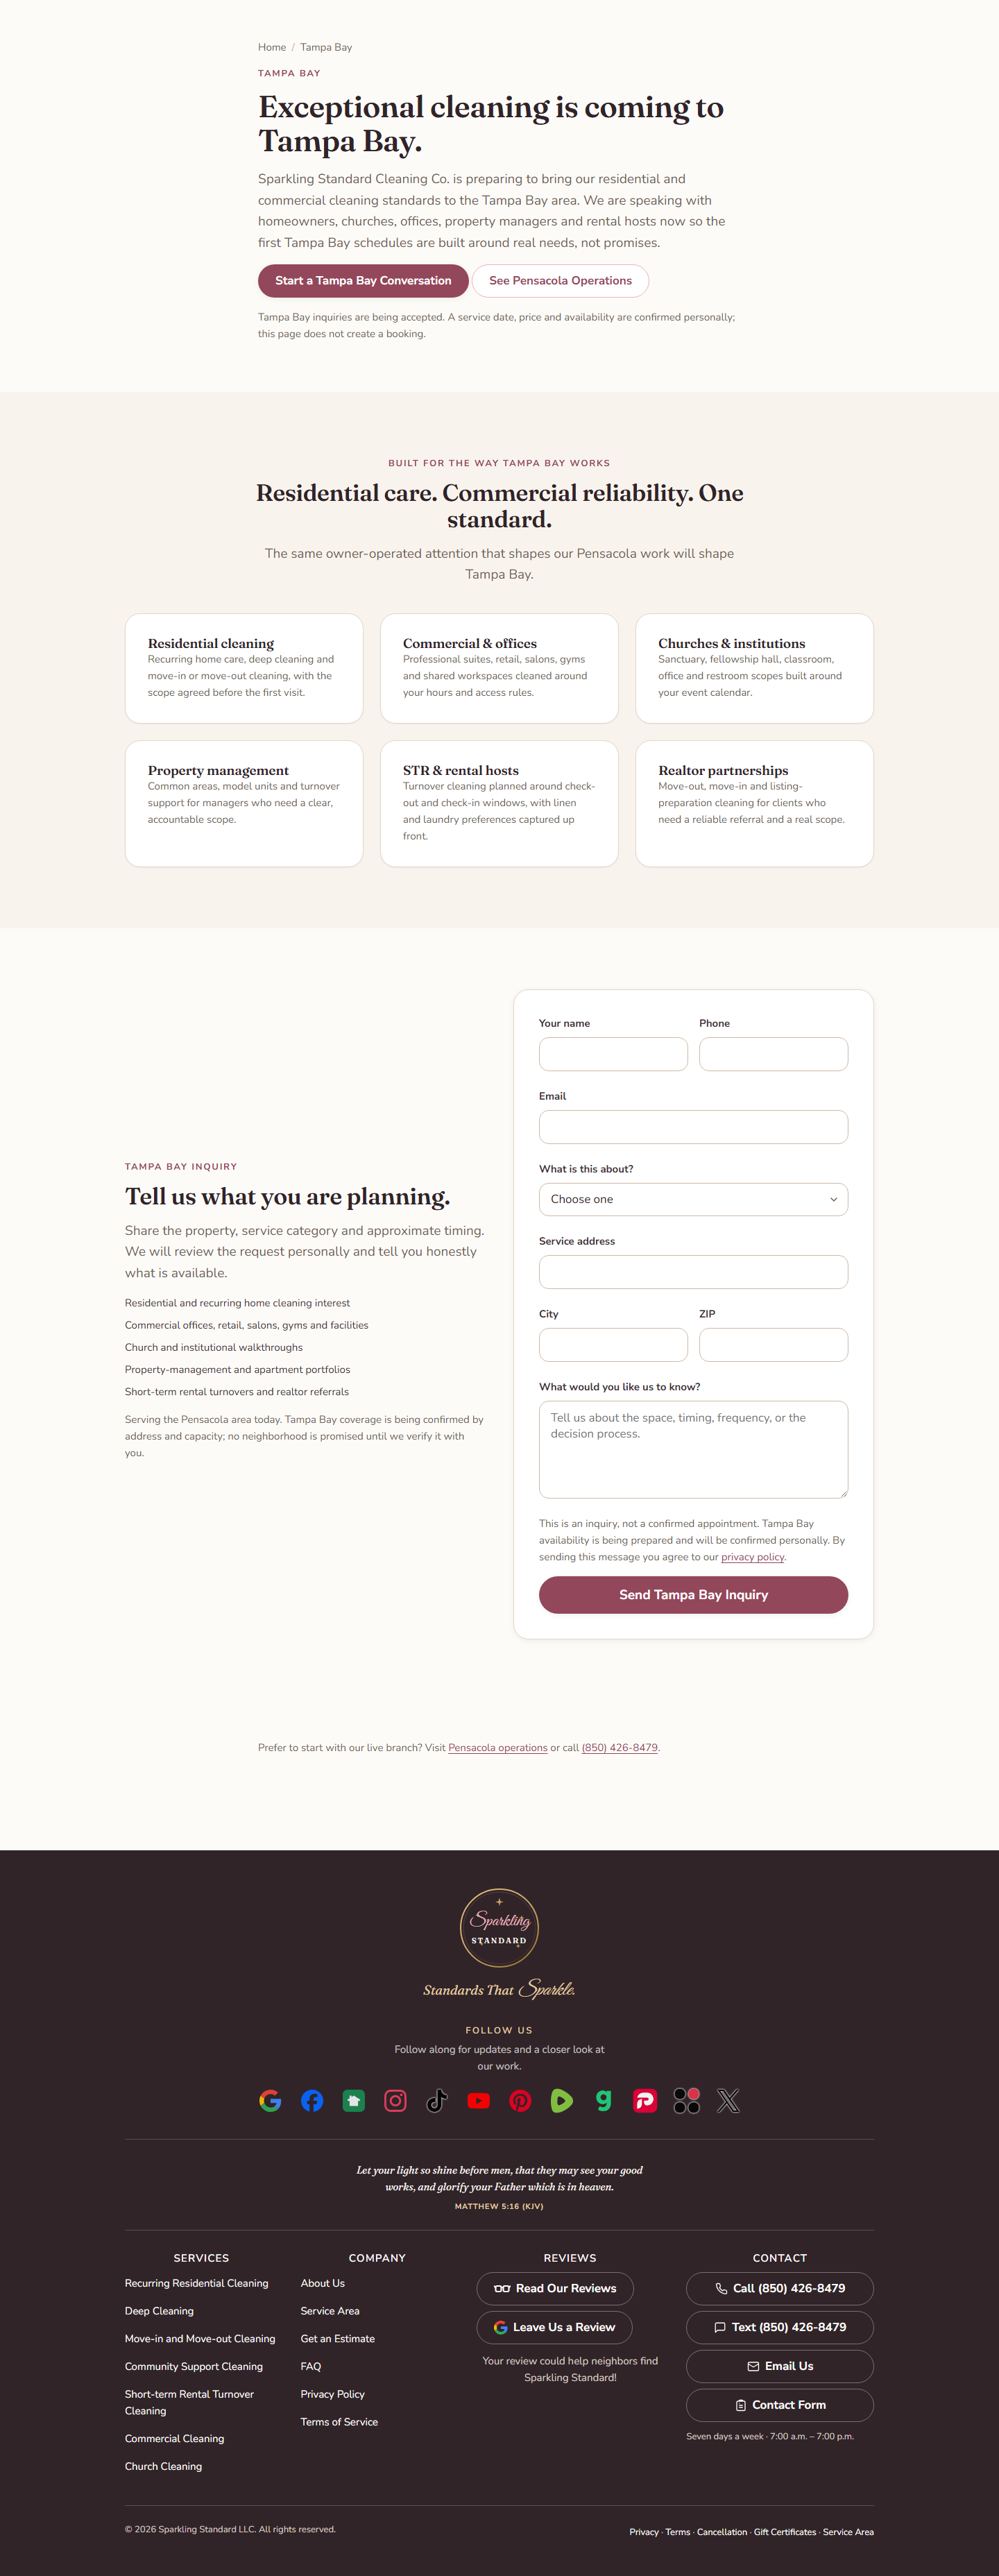 Home / Tampa Bay
TAMPA BAY
Exceptional cleaning is coming to
Tampa Bay.
Sparkling Standard Cleaning Co. is preparing to bring our residential and
commercial cleaning standards to the Tampa Bay area. We are speaking with
homeowners, churches, offices, property managers and rental hosts now so the
first Tampa Bay schedules are built around real needs, not promises.
Start a Tampa Bay Conversation
See Pensacola Operations
Tampa Bay inquiries are being accepted. A service date, price and availability are confirmed personally;
this page does not create a booking.
BUILT FOR THE WAY TAMPA BAY WORKS
Residential care. Commercial reliability. One
standard.
The same owner-operated attention that shapes our Pensacola work will shape
Tampa Bay.
Residential cleaning
Recurring home care, deep cleaning and
move-in or move-out cleaning, with the
scope agreed before the first visit.
Commercial & offices
Professional suites, retail, salons, gyms
and shared workspaces cleaned around
your hours and access rules.
Churches & institutions
Sanctuary, fellowship hall, classroom,
office and restroom scopes built around
your event calendar.
Property management
Common areas, model units and turnover
support for managers who need a clear,
accountable scope.
STR & rental hosts
Turnover cleaning planned around check-
out and check-in windows, with linen
and laundry preferences captured up
front.
Realtor partnerships
Move-out, move-in and listing-
preparation cleaning for clients who
need a reliable referral and a real scope.
TAMPA BAY INQUIRY
Tell us what you are planning.
Share the property, service category and approximate timing.
We will review the request personally and tell you honestly
what is available.
Residential and recurring home cleaning interest
Commercial offices, retail, salons, gyms and facilities
Church and institutional walkthroughs
Property-management and apartment portfolios
Short-term rental turnovers and realtor referrals
Serving the Pensacola area today. Tampa Bay coverage is being confirmed by
address and capacity; no neighborhood is promised until we verify it with
you.
Your name
Phone
Email
What is this about?
Choose one
Service address
City
ZIP
What would you like us to know?
Tell us about the space, timing, frequency, or the
decision process.
This is an inquiry, not a confirmed appointment. Tampa Bay
availability is being prepared and will be confirmed personally. By
sending this message you agree to our privacy policy.
Send Tampa Bay Inquiry
Prefer to start with our live branch? Visit Pensacola operations or call (850) 426-8479.
Sparkling
STANDARD
Standards That Sparkle.
FOLLOW US
Follow along for updates and a closer look at
our work.
Let your light so shine before men, that they may see your good
works, and glorify your Father which is in heaven.
MATTHEW 5:16 (KJV)
SERVICES
Recurring Residential Cleaning
Deep Cleaning
Move-in and Move-out Cleaning
Community Support Cleaning
Short-term Rental Turnover
Cleaning
Commercial Cleaning
Church Cleaning
COMPANY
About Us
Service Area
Get an Estimate
FAQ
Privacy Policy
Terms of Service
REVIEWS
Read Our Reviews
Leave Us a Review
Your review could help neighbors find
Sparkling Standard!
CONTACT
Call (850) 426-8479
Text (850) 426-8479
Email Us
Contact Form
Seven days a week · 7:00 a.m. – 7:00 p.m.
© 2026 Sparkling Standard LLC. All rights reserved.
Privacy · Terms · Cancellation · Gift Certificates · Service Area